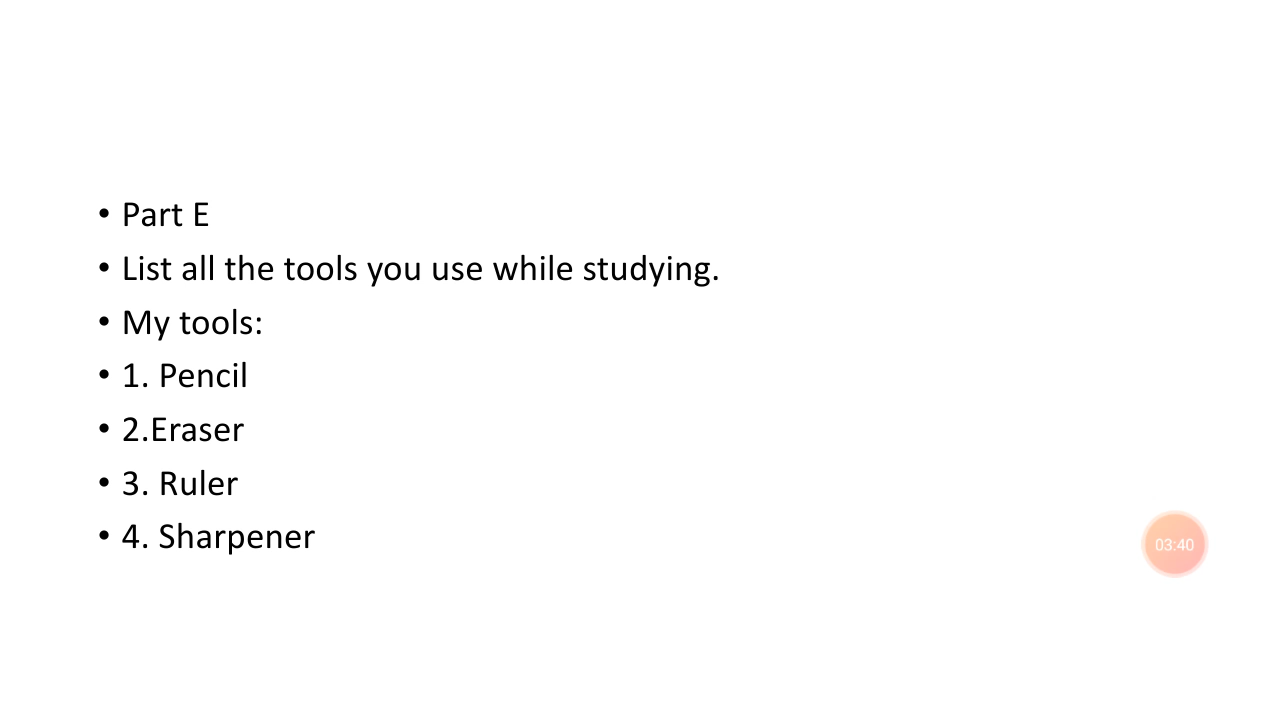 • Part E
• List all the tools you use while studying.
• My tools:
• 1. Pencil
• 2.Eraser
• 3. Ruler
• 4. Sharpener
03:40